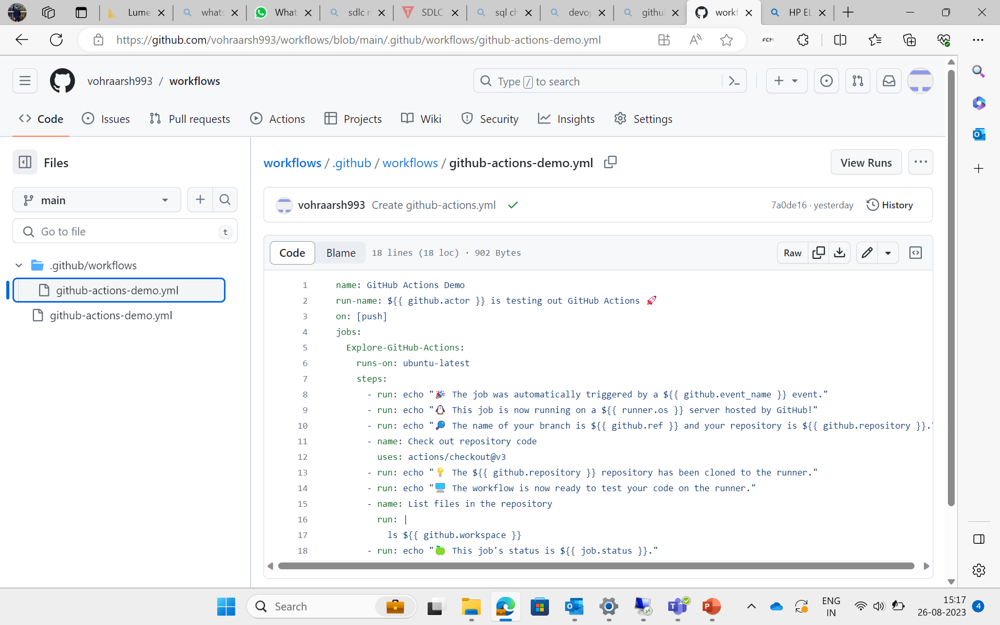 Lume
whats
What
sdlc n
SDLC
sql ch
devop
github
workf
HP EL
https://github.com/vohraarsh993/workflows/blob/main/.github/workflows/github-actions-demo.yml
FCM
vohraarsh993 / workflows
Type / to search
Code
Issues
Pull requests
Actions
Projects
Wiki
Security
Insights
Settings
Files
main
Go to file
t
.github/workflows
github-actions-demo.yml
github-actions-demo.yml
workflows / .github / workflows / github-actions-demo.yml
View Runs
vohraarsh993 Create github-actions.yml
7a0de16 · yesterday
History
Code
Blame
18 lines (18 loc) · 902 Bytes
Raw
1 name: GitHub Actions Demo
2 run-name: ${{ github.actor }} is testing out GitHub Actions 🚀
3 on: [push]
4 jobs:
5 Explore-GitHub-Actions:
6 runs-on: ubuntu-latest
7 steps:
8 - run: echo "🎉 The job was automatically triggered by a ${{ github.event_name }} event."
9 - run: echo "🐧 This job is now running on a ${{ runner.os }} server hosted by GitHub!"
10 - run: echo "🔎 The name of your branch is ${{ github.ref }} and your repository is ${{ github.repository }}."
11 - name: Check out repository code
12 uses: actions/checkout@v3
13 - run: echo "💡 The ${{ github.repository }} repository has been cloned to the runner."
14 - run: echo "🖥️ The workflow is now ready to test your code on the runner."
15 - name: List files in the repository
16 run: |
17 ls ${{ github.workspace }}
18 - run: echo "🍏 This job's status is ${{ job.status }}."
Search
ENG
IN
15:17
26-08-2023
4